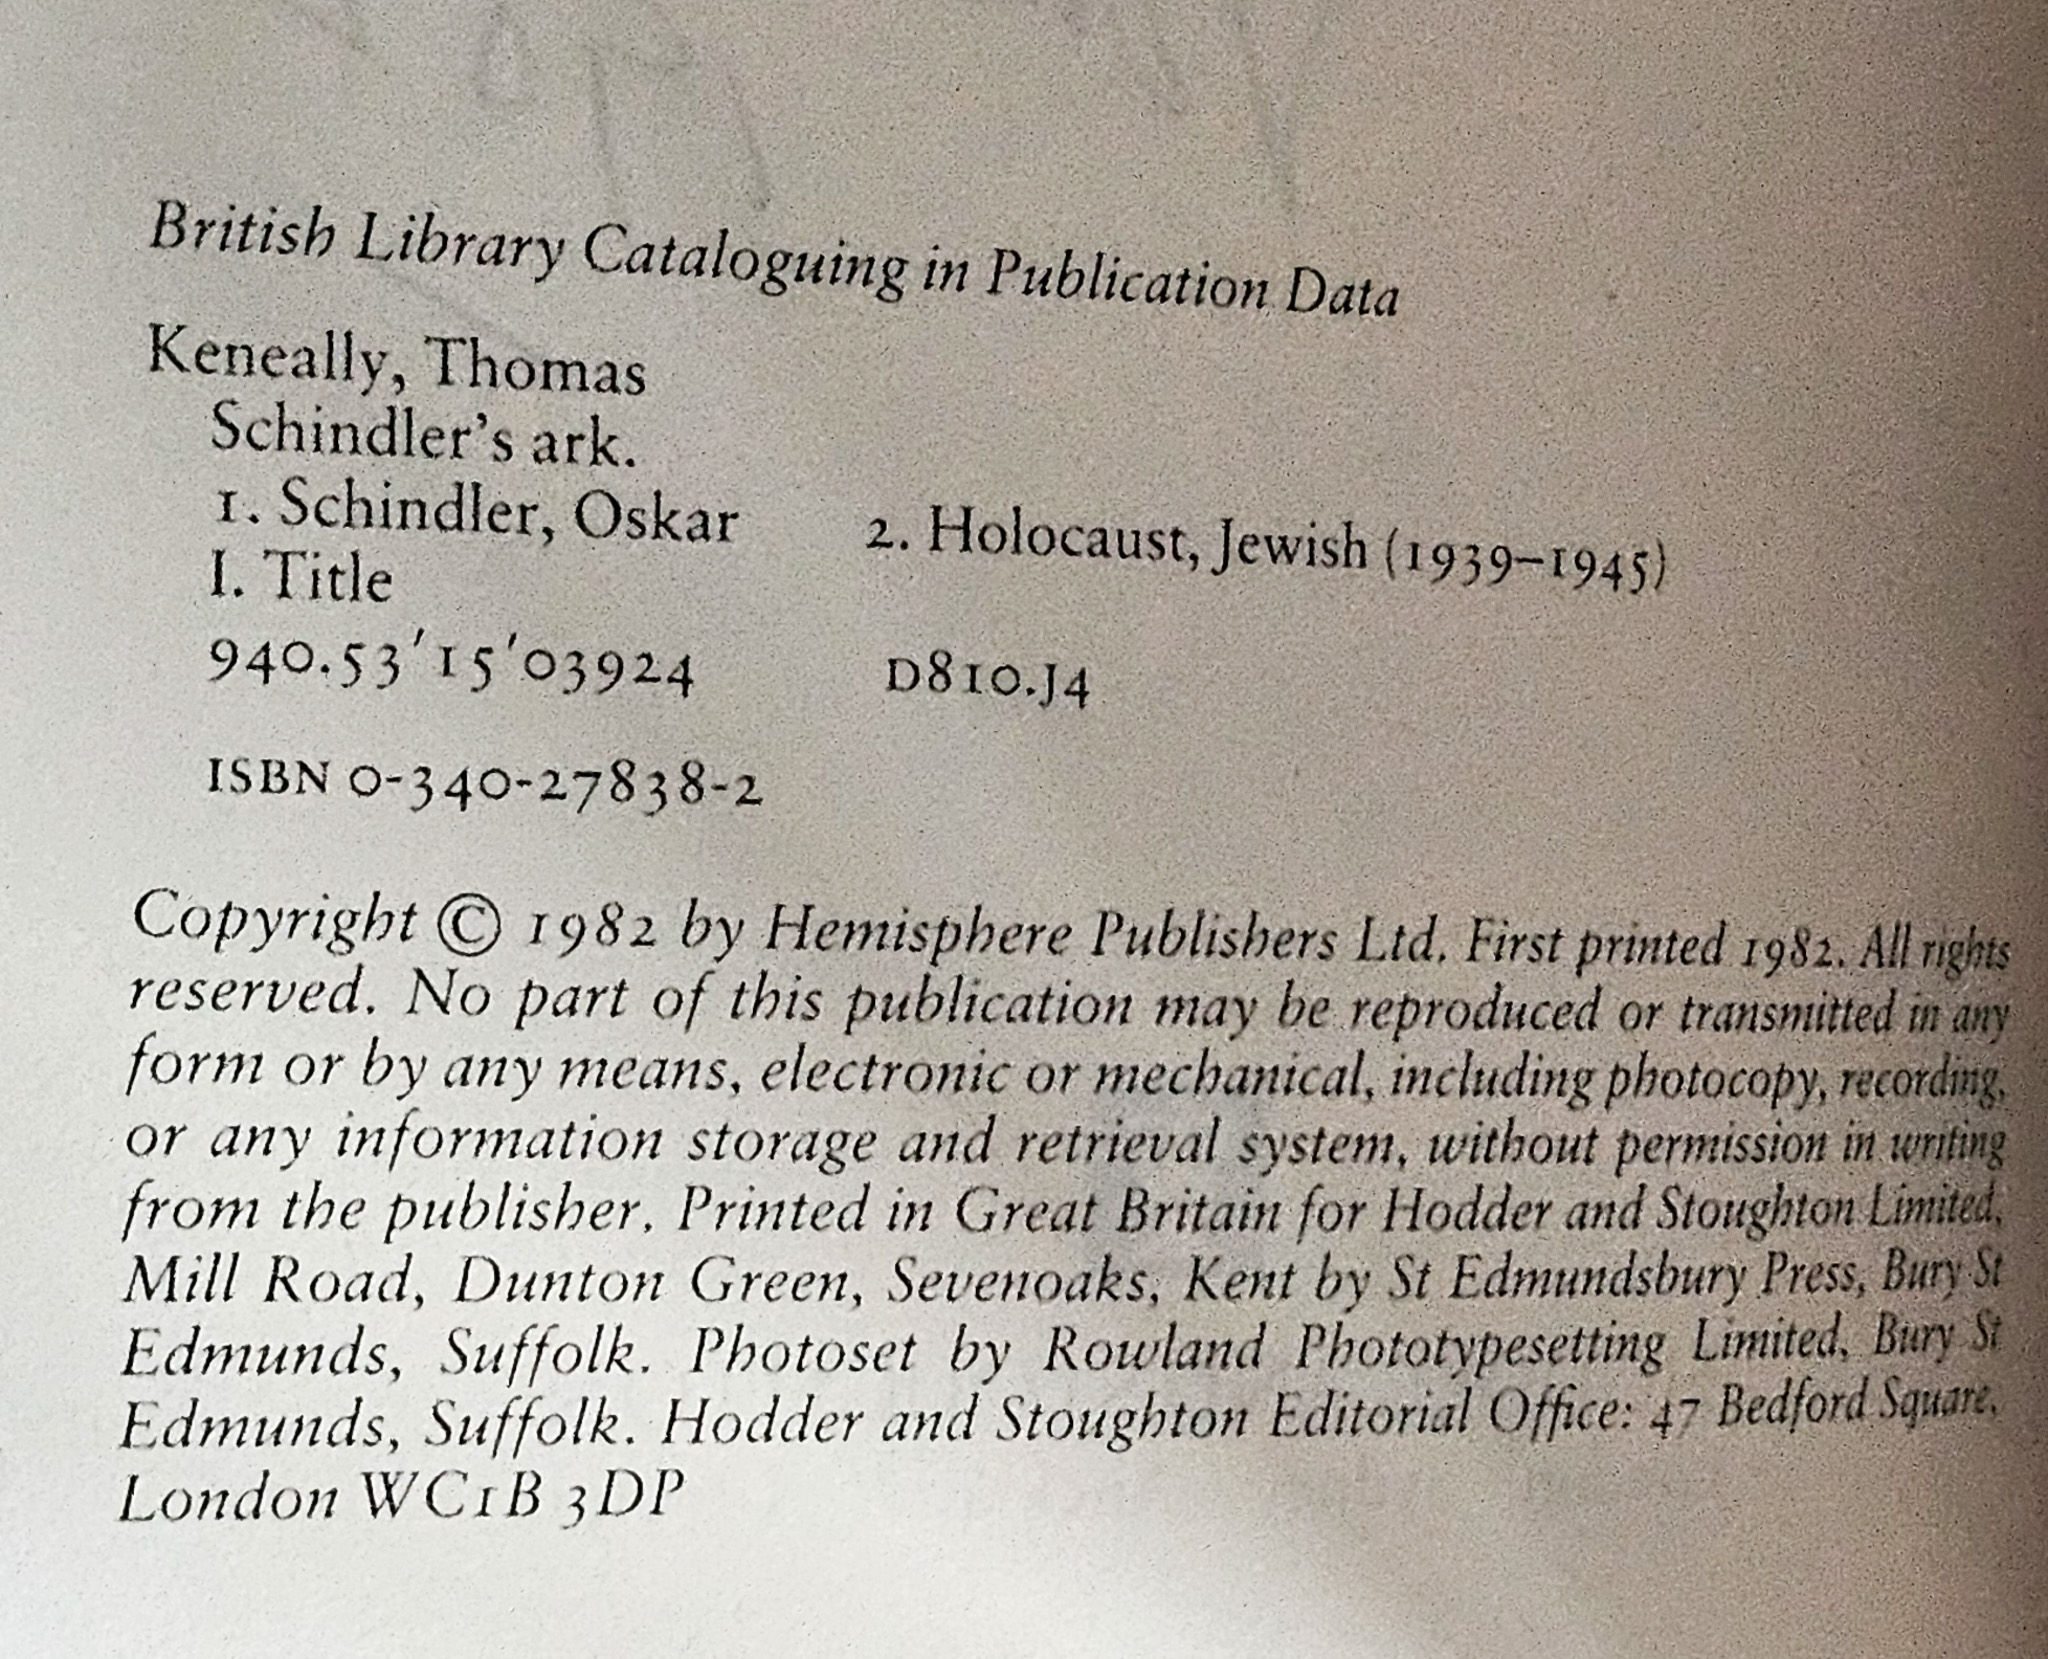 British Library Cataloguing in Publication Data
Keneally, Thomas
Schindler's ark.
1. Schindler, Oskar 2. Holocaust, Jewish (1939–1945)
I. Title
940.53′15′03924 D810.J4
ISBN 0-340-27838-2
Copyright © 1982 by Hemisphere Publishers Ltd. First printed 1982. All rights
reserved. No part of this publication may be reproduced or transmitted in any
form or by any means, electronic or mechanical, including photocopy, recording,
or any information storage and retrieval system, without permission in writing
from the publisher. Printed in Great Britain for Hodder and Stoughton Limited,
Mill Road, Dunton Green, Sevenoaks, Kent by St Edmundsbury Press, Bury St
Edmunds, Suffolk. Photoset by Rowland Phototypesetting Limited, Bury St
Edmunds, Suffolk. Hodder and Stoughton Editorial Office: 47 Bedford Square,
London WC1B 3DP